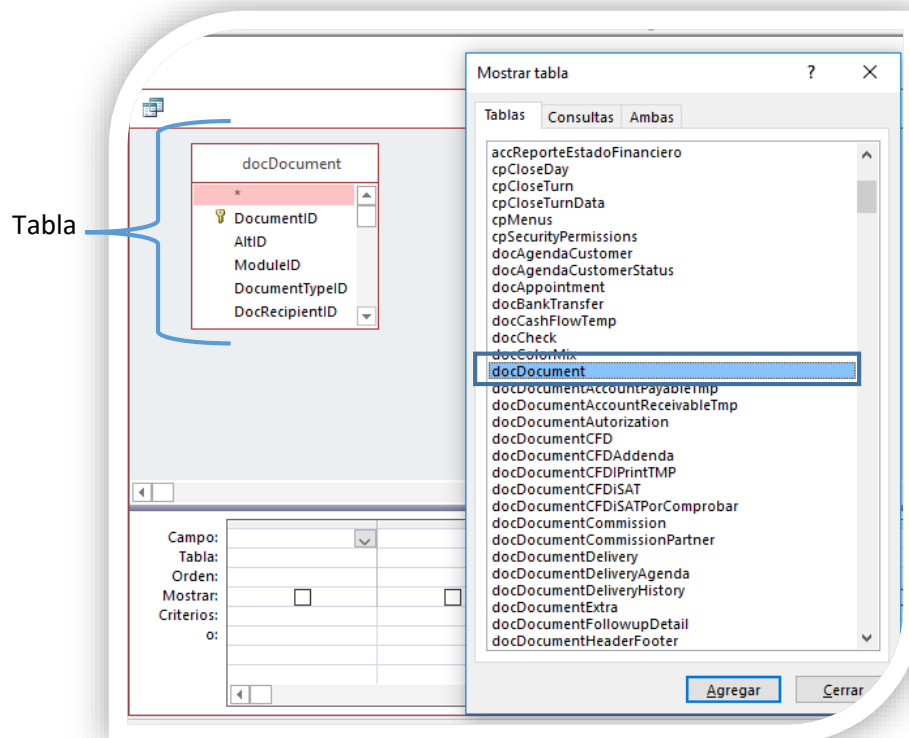 Mostrar tabla ?
Tablas Consultas Ambas
docDocument
*
DocumentID
AltID
ModuleID
DocumentTypeID
DocRecipientID
Tabla
accReporteEstadoFinanciero
cpCloseDay
cpCloseTurn
cpCloseTurnData
cpMenus
cpSecurityPermissions
docAgendaCustomer
docAgendaCustomerStatus
docAppointment
docBankTransfer
docCashFlowTemp
docCheck
docColorMix
docDocument
docDocumentAccountPayableTmp
docDocumentAccountReceivableTmp
docDocumentAutorization
docDocumentCFD
docDocumentCFDAddenda
docDocumentCFDIPrintTMP
docDocumentCFDiSAT
docDocumentCFDiSATPorComprobar
docDocumentCommission
docDocumentCommissionPartner
docDocumentDelivery
docDocumentDeliveryAgenda
docDocumentDeliveryHistory
docDocumentExtra
docDocumentFollowupDetail
docDocumentHeaderFooter
Campo:
Tabla:
Orden:
Mostrar:
Criterios:
o:
Agregar Cerrar